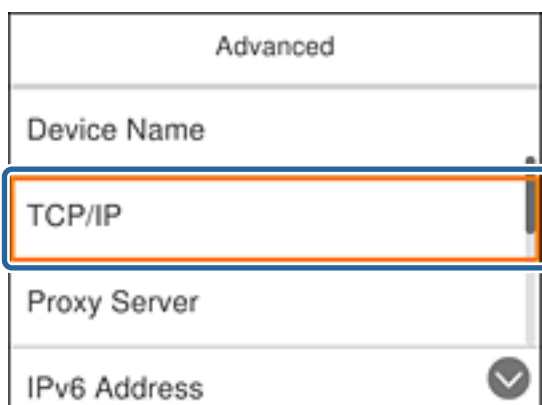 Advanced
Device Name
TCP/IP
Proxy Server
IPv6 Address